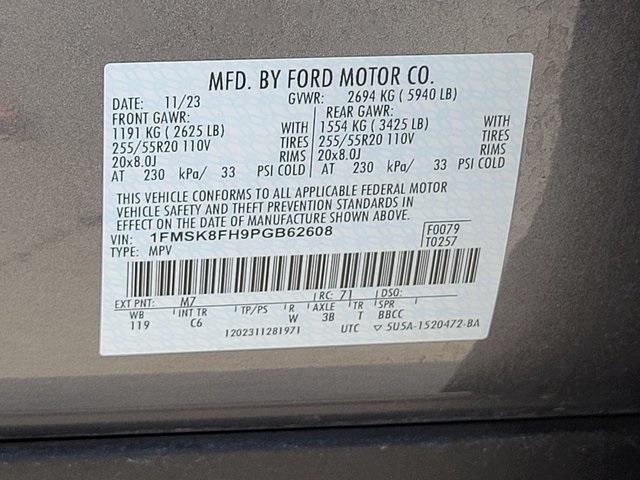 MFD. BY FORD MOTOR CO.
DATE: 11/23 GVWR: 2694 KG ( 5940 LB)
FRONT GAWR: REAR GAWR:
1191 KG ( 2625 LB) WITH 1554 KG ( 3425 LB) WITH
255/55R20 110V TIRES 255/55R20 110V TIRES
20x8.0J RIMS 20x8.0J RIMS
AT 230 kPa/ 33 PSI COLD AT 230 kPa/ 33 PSI COLD
THIS VEHICLE CONFORMS TO ALL APPLICABLE FEDERAL MOTOR
VEHICLE SAFETY AND THEFT PREVENTION STANDARDS IN
EFFECT ON THE DATE OF MANUFACTURE SHOWN ABOVE.
VIN: 1FMSK8FH9PGB62608 F0079
TYPE: MPV T0257
EXT PNT: M7 RC: 71 DSO:
WB INT TR TP/PS R AXLE TR SPR
119 C6 W 3B T BBCC
1202311281971 UTC ▽ 5U5A-1520472-BA